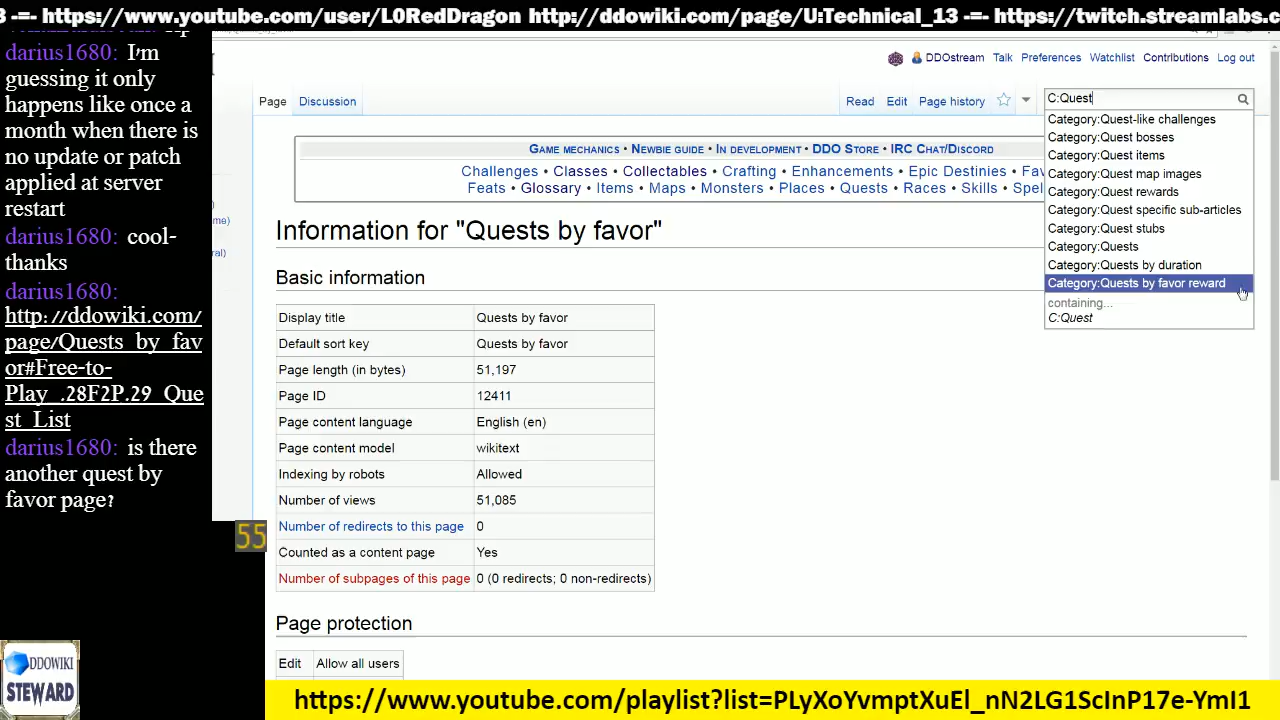 3 -=- https://www.youtube.com/user/L0RedDragon http://ddowiki.com/page/U:Technical_13 -=- https://twitch.streamlabs.c
darius1680: I'm
guessing it only
happens like once a
month when there is
no update or patch
applied at server
restart
darius1680: cool-
thanks
darius1680:
http://ddowiki.com/
page/Quests_by_fav
or#Free-to-
Play_.28F2P.29_Que
st_List
darius1680: is there
another quest by
favor page?
55
DDOWIKI
STEWARD
DDOstream Talk Preferences Watchlist Contributions Log out
Page Discussion Read Edit Page history
C:Quest
Category:Quest-like challenges
Category:Quest bosses
Category:Quest items
Category:Quest map images
Category:Quest rewards
Category:Quest specific sub-articles
Category:Quest stubs
Category:Quests
Category:Quests by duration
Category:Quests by favor reward
containing...
C:Quest
Game mechanics • Newbie guide • In development • DDO Store • IRC Chat/Discord
Challenges • Classes • Collectables • Crafting • Enhancements • Epic Destinies • Fav
Feats • Glossary • Items • Maps • Monsters • Places • Quests • Races • Skills • Spel
me)
ral)
Information for "Quests by favor"
Basic information
Display title Quests by favor
Default sort key Quests by favor
Page length (in bytes) 51,197
Page ID 12411
Page content language English (en)
Page content model wikitext
Indexing by robots Allowed
Number of views 51,085
Number of redirects to this page 0
Counted as a content page Yes
Number of subpages of this page 0 (0 redirects; 0 non-redirects)
Page protection
Edit Allow all users
https://www.youtube.com/playlist?list=PLyXoYvmptXuEl_nN2LG1ScInP17e-YmI1